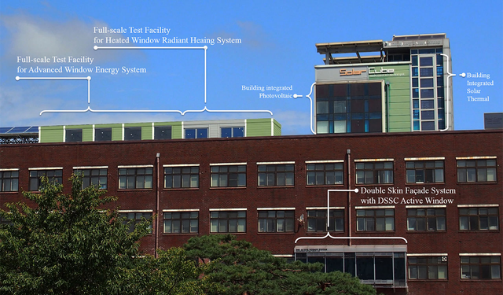 Full-scale Test Facility
for Heated Window Radiant Heaing System
Full-scale Test Facility
for Advanced Window Energy System
Building integrated
Photovoltaic
Building
Integrated
Solar
Thermal
Double Skin Façade System
with DSSC Active Window